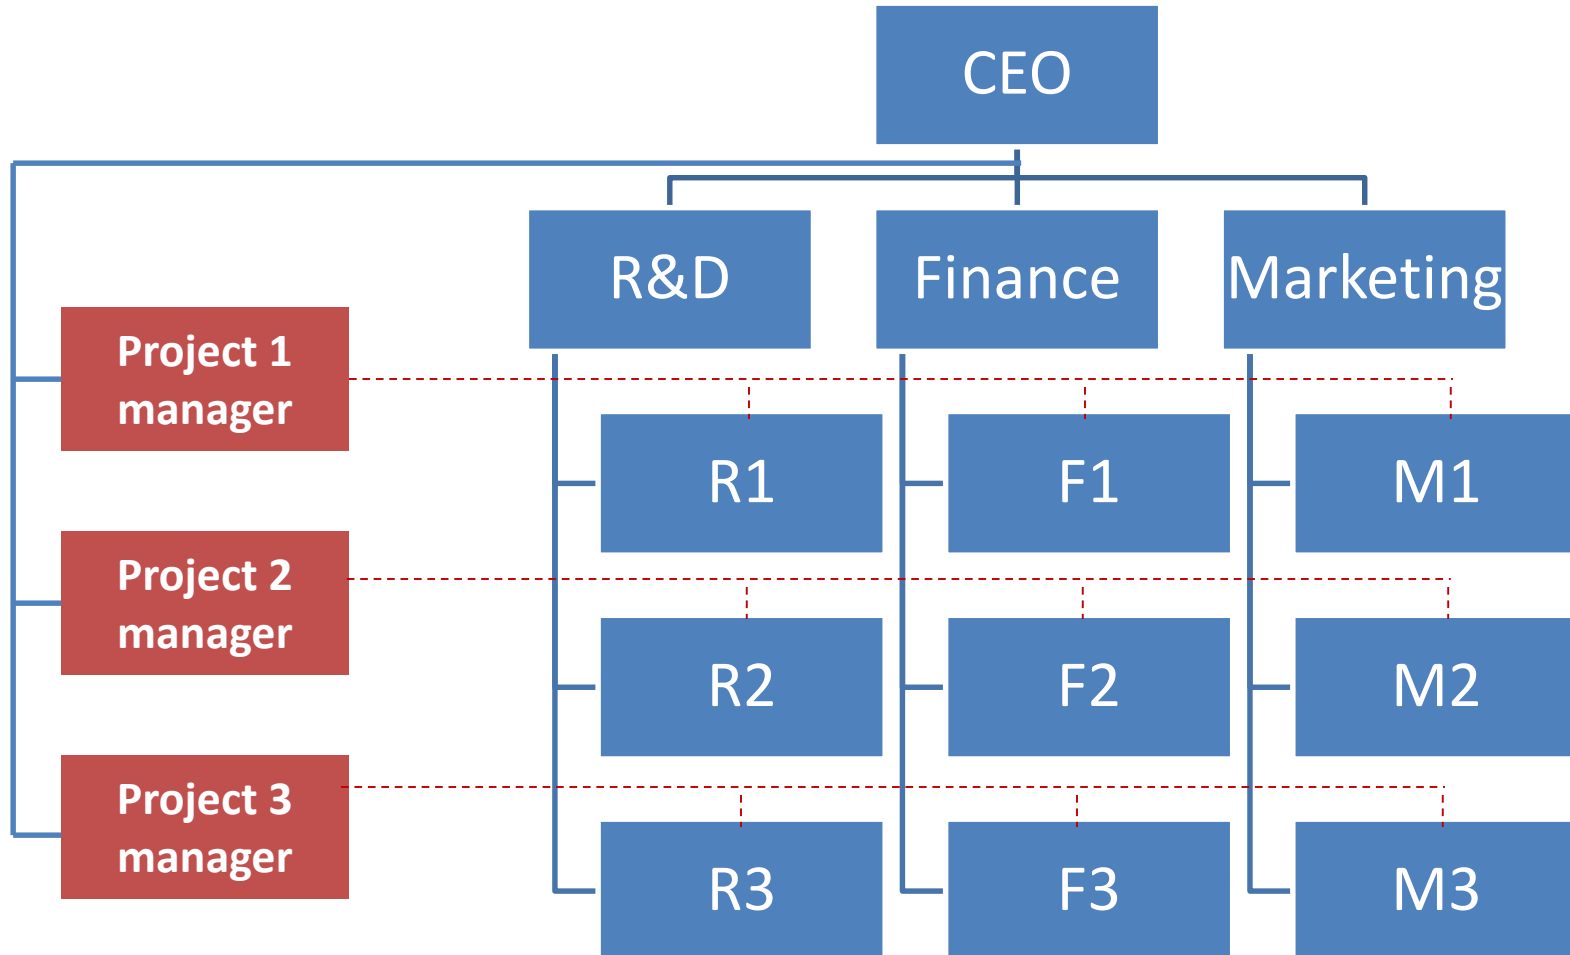 CEO
R&D
Finance
Marketing
Project 1
manager
R1
F1
M1
Project 2
manager
R2
F2
M2
Project 3
manager
R3
F3
M3